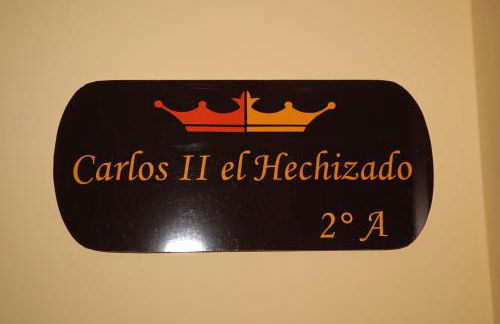 Carlos II el Hechizado
2° A